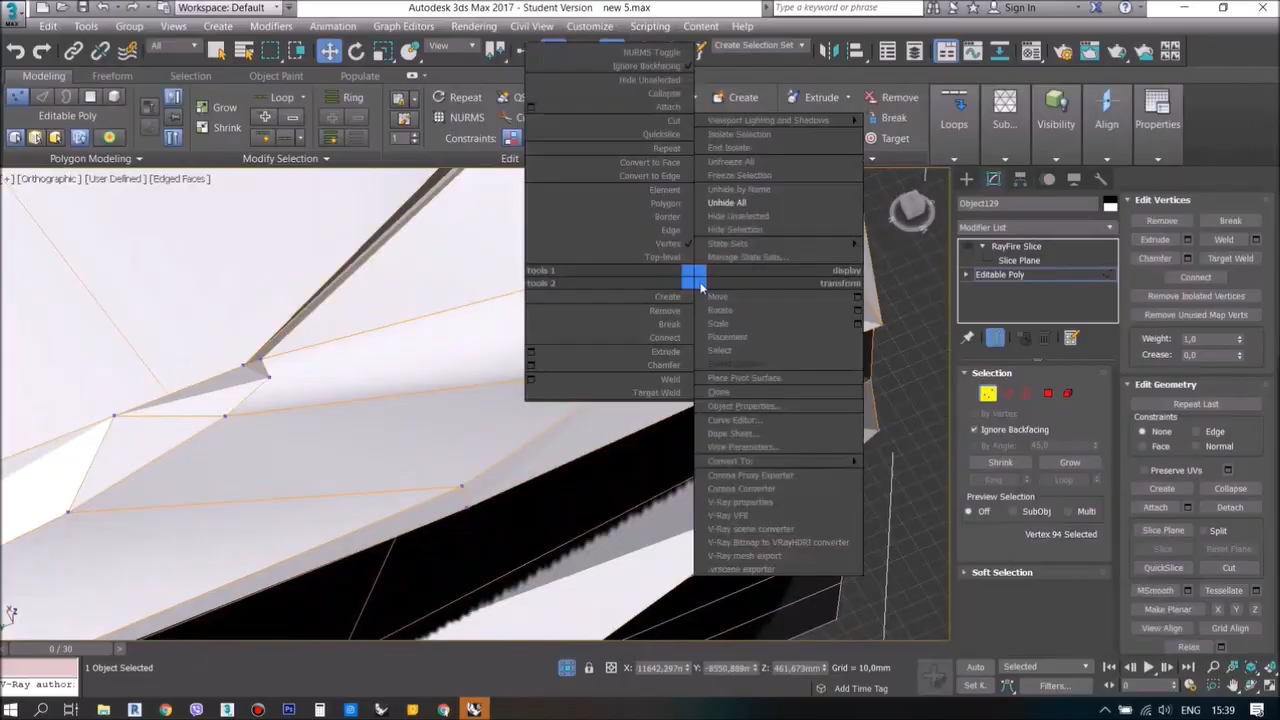 Workspace: Default
Autodesk 3ds Max 2017 - Student Version    new 5.max
Type a keyword or phrase
Sign In
Edit Tools Group Views Create Modifiers Animation Graph Editors Rendering Civil View Customize Scripting Content Help
All
View
Create Selection Set
Modeling Freeform Selection Object Paint Populate
Grow
Loop
Ring
Repeat
Create
Extrude
Remove
Editable Poly
Shrink
NURMS
Break
Constraints:
Target
Loops
Sub...
Visibility
Align
Properties
Polygon Modeling
Modify Selection
Edit
[+] [Orthographic] [User Defined] [Edged Faces]
NURMS Toggle
Ignore Backfacing
Hide Unselected
Collapse
Attach
Cut
Quickslice
Repeat
Convert to Face
Convert to Edge
Element
Polygon
Border
Edge
Vertex
Top-level
tools 1
tools 2
Create
Remove
Break
Connect
Extrude
Chamfer
Weld
Target Weld
Viewport Lighting and Shadows
Isolate Selection
End Isolate
Unfreeze All
Freeze Selection
Unhide by Name
Unhide All
Hide Unselected
Hide Selection
State Sets
Manage State Sets...
display
transform
Move
Rotate
Scale
Placement
Select
Place Pivot Surface
Clone
Object Properties...
Curve Editor...
Dope Sheet...
Wire Parameters...
Convert To:
Corona Proxy Exporter
Corona Converter
V-Ray properties
V-Ray VFB
V-Ray scene converter
V-Ray Bitmap to VRayHDRI converter
V-Ray mesh export
.vrscene exporter
Object129
Modifier List
RayFire Slice
Slice Plane
Editable Poly
Selection
By Vertex
Ignore Backfacing
By Angle: 45,0
Shrink Grow
Ring Loop
Preview Selection
Off SubObj Multi
Vertex 94 Selected
Soft Selection
Edit Vertices
Remove Break
Extrude Weld
Chamfer Target Weld
Connect
Remove Isolated Vertices
Remove Unused Map Verts
Weight: 1,0
Crease: 0,0
Edit Geometry
Repeat Last
Constraints
None Edge
Face Normal
Preserve UVs
Create Collapse
Attach Detach
Slice Plane Split
Slice Reset Plane
QuickSlice Cut
MSmooth Tessellate
Make Planar X Y Z
View Align Grid Align
Relax
0 / 30
1 Object Selected
X: 11642,297m Y: -8550,889m Z: 461,673mm Grid = 10,0mm
Auto Selected
Add Time Tag
Set K. Filters...
0
V-Ray author:
ENG 15:39